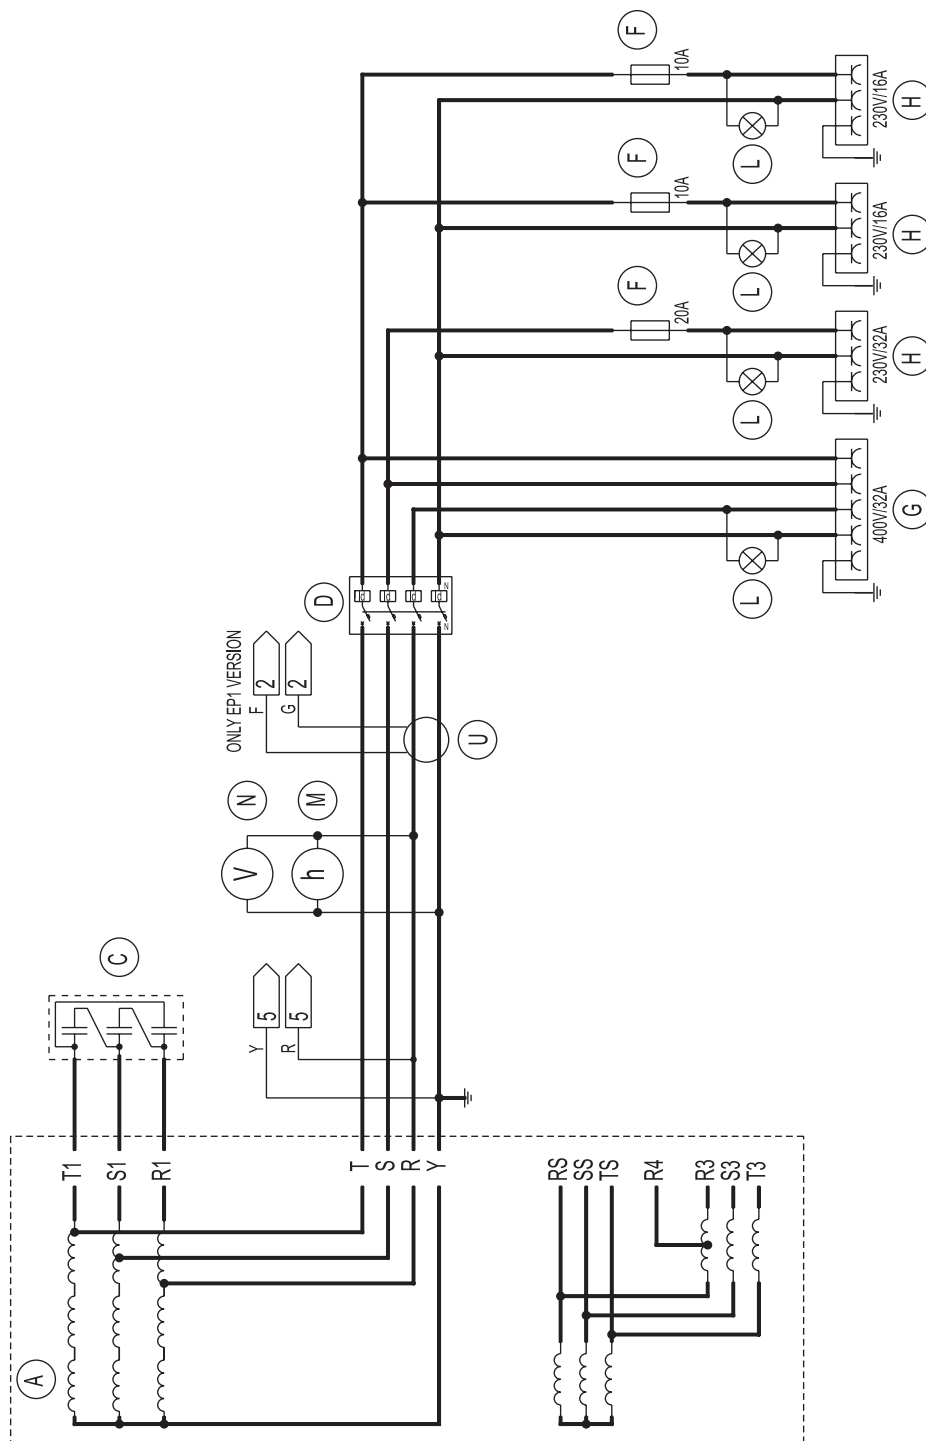 F
10A
230V/16A
H
L
F
10A
230V/16A
H
L
F
20A
230V/32A
H
L
400V/32A
G
L
D
N
N
ONLY EP1 VERSION
F
2
G
2
U
N
M
V
h
C
Y
5
R
5
T1
S1
R1
T
S
R
Y
RS
SS
TS
R4
R3
S3
T3
A